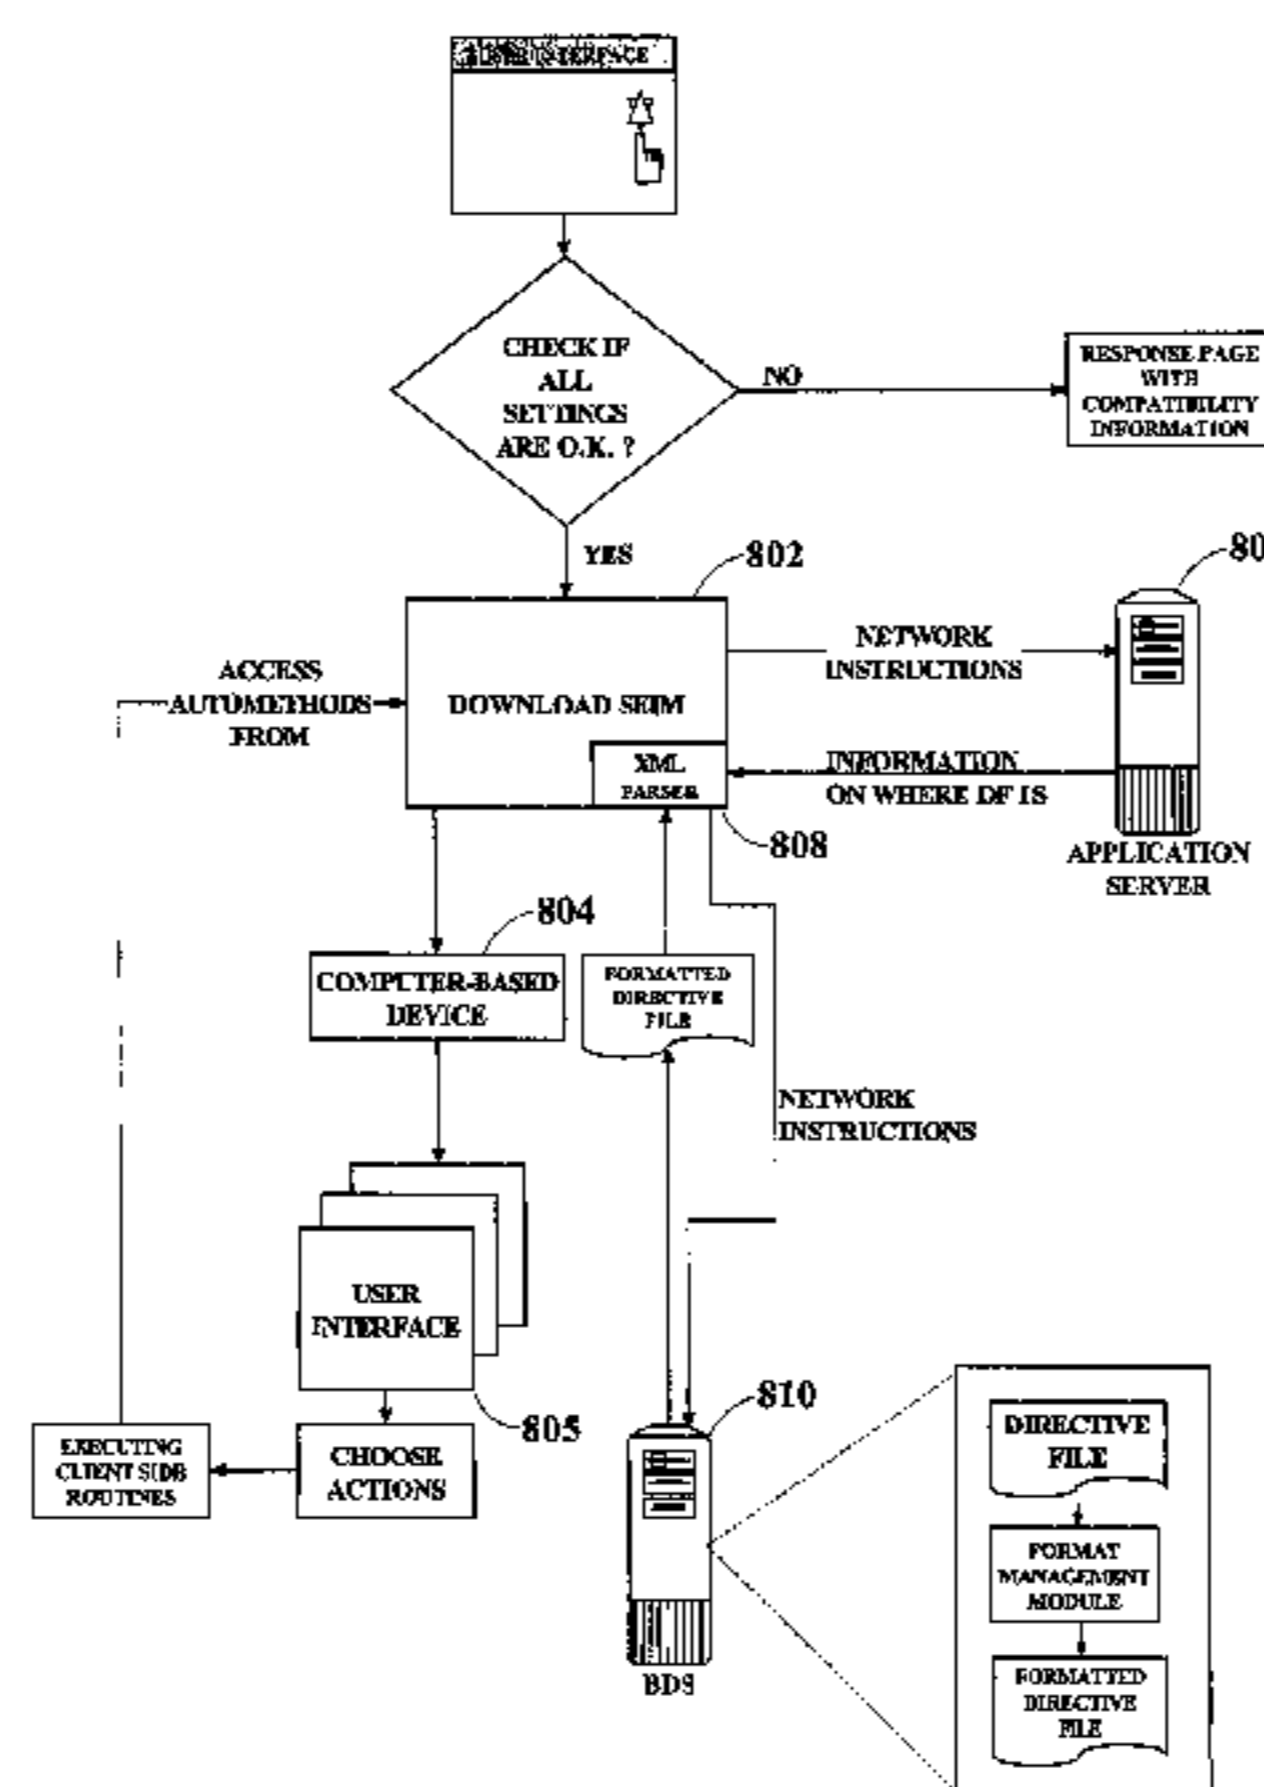 INTERFACE
CHECK IF
ALL
SETTINGS
ARE O.K. ?
NO
RESPONSE PAGE
WITH
COMPATIBILITY
INFORMATION
YES
802
80
NETWORK
INSTRUCTIONS
ACCESS
AUTOMETHODS
FROM
DOWNLOAD SEIM
XML
PARSER
INFORMATION
ON WHERE DF IS
808
APPLICATION
SERVER
804
COMPUTER-BASED
DEVICE
FORMATTED
DIRECTIVE
FILE
NETWORK
INSTRUCTIONS
USER
INTERFACE
805
810
EXECUTING
CLIENT SIDE
ROUTINES
CHOOSE
ACTIONS
BDS
DIRECTIVE
FILE
FORMAT
MANAGEMENT
MODULE
FORMATTED
DIRECTIVE
FILE